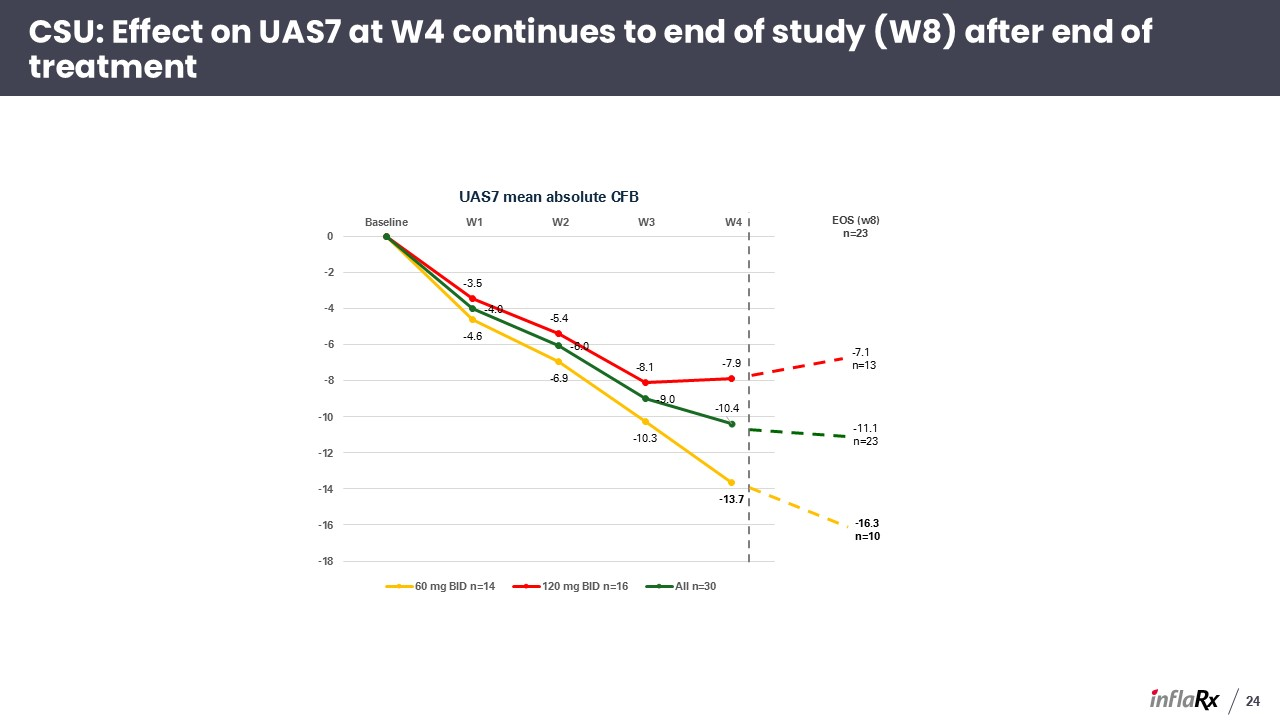 CSU: Effect on UAS7 at W4 continues to end of study (W8) after end of
treatment
UAS7 mean absolute CFB
Baseline W1 W2 W3 W4
EOS (w8)
n=23
0
-2
-4
-6
-8
-10
-12
-14
-16
-18
-3.5
-4.0
-4.6
-5.4
-6.0
-6.9
-8.1
-9.0
-10.3
-7.9
-10.4
-13.7
-7.1
n=13
-11.1
n=23
-16.3
n=10
60 mg BID n=14 120 mg BID n=16 All n=30
inflaRx / 24